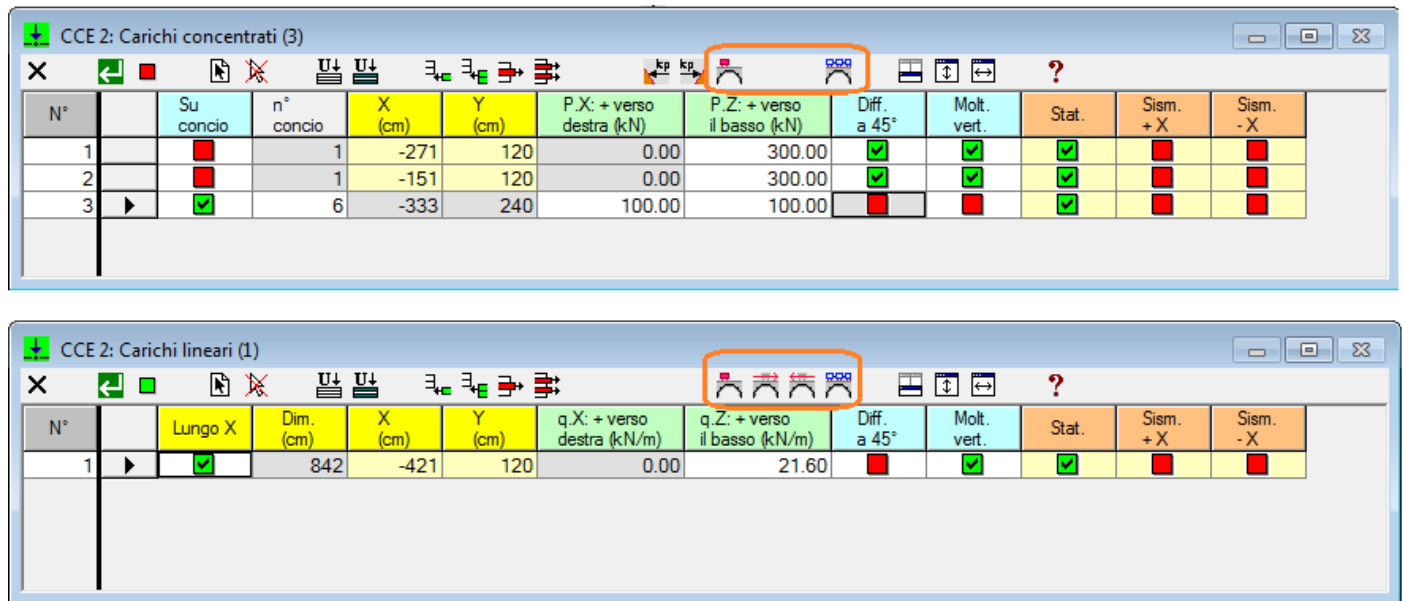 CCE 2: Carichi concentrati (3)
U U kp kp ?
N° Su concio n° concio X (cm) Y (cm) P.X: + verso destra (kN) P.Z: + verso il basso (kN) Diff. a 45° Molt. vert. Stat. Sism. + X Sism. - X
1 1 -271 120 0.00 300.00
2 1 -151 120 0.00 300.00
3 6 -333 240 100.00 100.00
CCE 2: Carichi lineari (1)
U U ?
N° Lungo X Dim. (cm) X (cm) Y (cm) q.X: + verso destra (kN/m) q.Z: + verso il basso (kN/m) Diff. a 45° Molt. vert. Stat. Sism. + X Sism. - X
1 842 -421 120 0.00 21.60